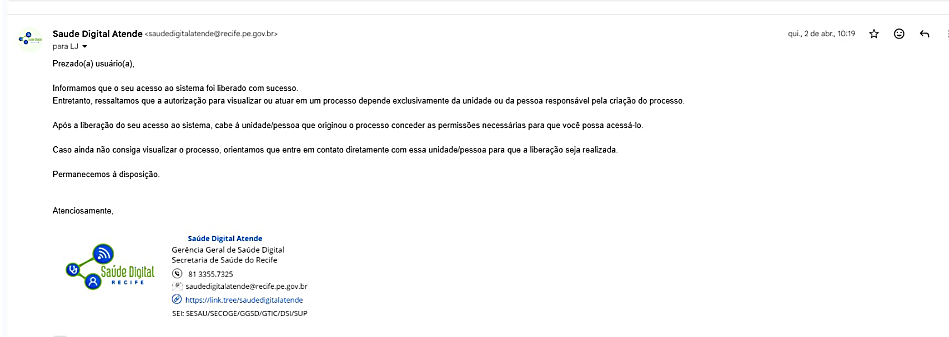 Saude Digital Atende <saudedigitalatende@recife.pe.gov.br>
qui., 2 de abr., 10:19
para LJ
Prezado(a) usuário(a),
Informamos que o seu acesso ao sistema foi liberado com sucesso.
Entretanto, ressaltamos que a autorização para visualizar ou atuar em um processo depende exclusivamente da unidade ou da pessoa responsável pela criação do processo.
Após a liberação do seu acesso ao sistema, cabe à unidade/pessoa que originou o processo conceder as permissões necessárias para que você possa acessá-lo.
Caso ainda não consiga visualizar o processo, orientamos que entre em contato diretamente com essa unidade/pessoa para que a liberação seja realizada.
Permanecemos à disposição.
Atenciosamente,
Saúde Digital
RECIFE
Saúde Digital Atende
Gerência Geral de Saúde Digital
Secretaria de Saúde do Recife
81 3355.7325
saudedigitalatende@recife.pe.gov.br
https://link.tree/saudedigitalatende
SEI: SESAU/SECOGE/GGSD/GTIC/DSI/SUP